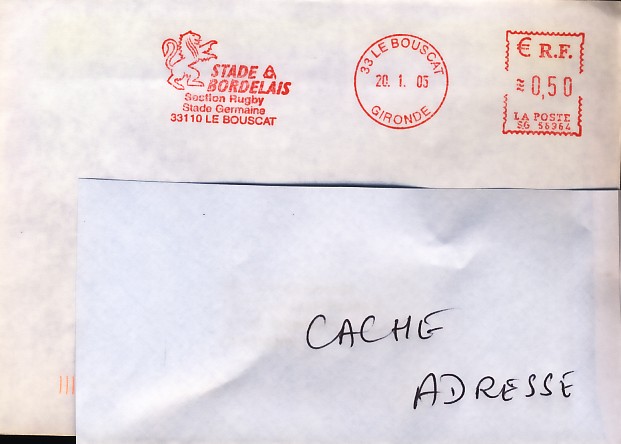 STADE
BORDELAIS
Section Rugby
Stade Germaine
33110 LE BOUSCAT
33 LE BOUSCAT
20. 1. 05
GIRONDE
€ R.F.
0,50
LA POSTE
SG 56964
CACHE
ADRESSE